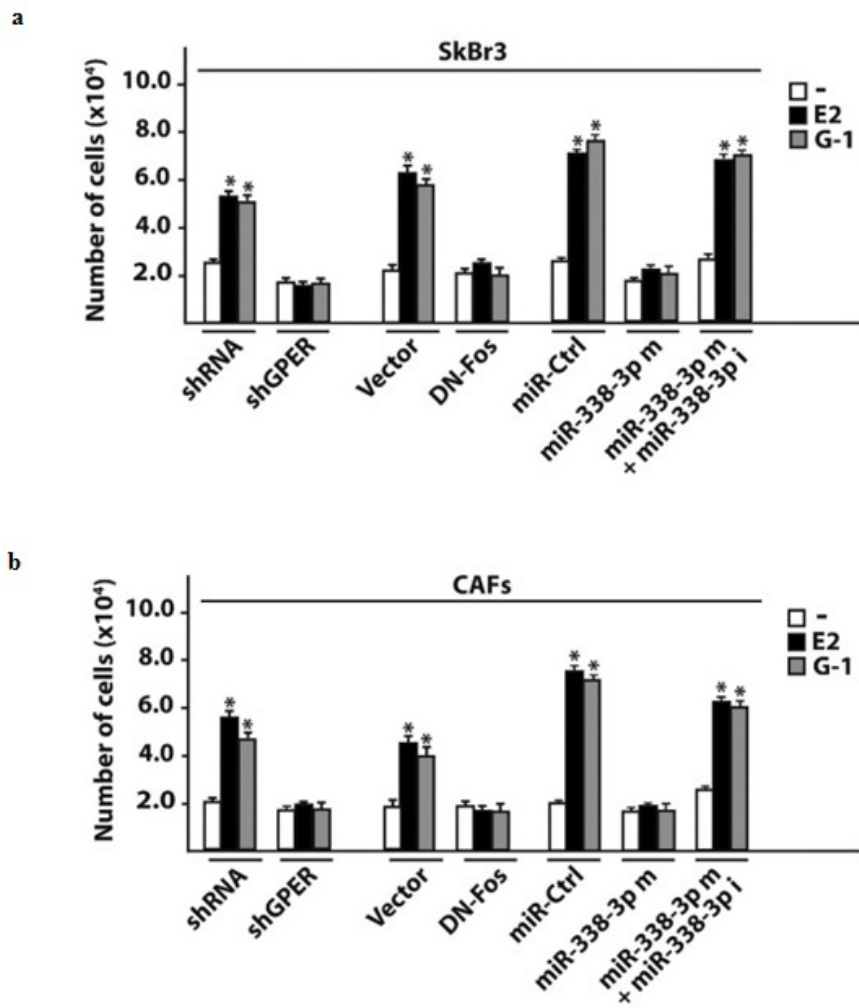 a
SkBr3
Number of cells (x10⁴)
10.0
8.0
6.0
4.0
2.0
* * * * * * * *
-
E2
G-1
shRNA
shGPER
Vector
DN-Fos
miR-Ctrl
miR-338-3p m
miR-338-3p m
+ miR-338-3p i
b
CAFs
Number of cells (x10⁴)
10.0
8.0
6.0
4.0
2.0
* * * * * * * *
-
E2
G-1
shRNA
shGPER
Vector
DN-Fos
miR-Ctrl
miR-338-3p m
miR-338-3p m
+ miR-338-3p i